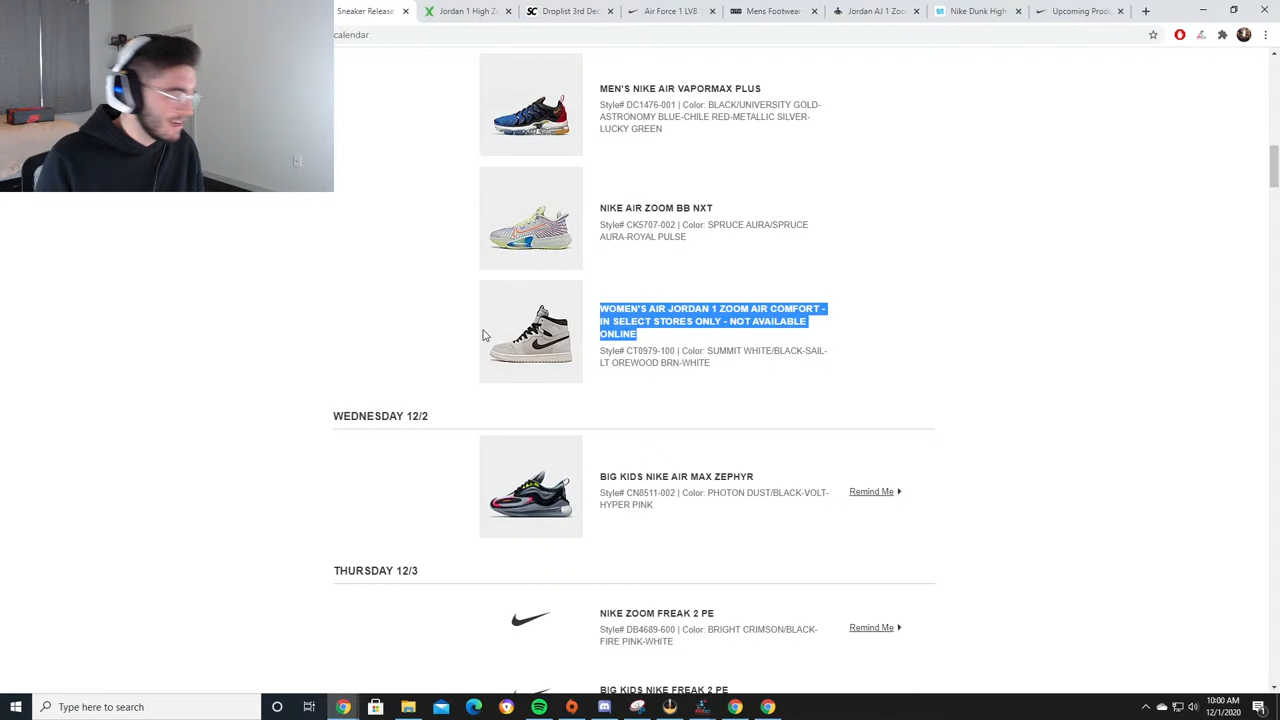 Sneaker Release
Jordan 1 High Zo
Droplist 3rd Dec
Air Force 1 LV8
Mens Footwear
Jordan AJ 1 Zoom
Nike Dunk High
Upcoming Produ
calendar
MEN'S NIKE AIR VAPORMAX PLUS
Style# DC1476-001 | Color: BLACK/UNIVERSITY GOLD-
ASTRONOMY BLUE-CHILE RED-METALLIC SILVER-
LUCKY GREEN
NIKE AIR ZOOM BB NXT
Style# CK5707-002 | Color: SPRUCE AURA/SPRUCE
AURA-ROYAL PULSE
WOMEN'S AIR JORDAN 1 ZOOM AIR COMFORT -
IN SELECT STORES ONLY - NOT AVAILABLE
ONLINE
Style# CT0979-100 | Color: SUMMIT WHITE/BLACK-SAIL-
LT OREWOOD BRN-WHITE
WEDNESDAY 12/2
BIG KIDS NIKE AIR MAX ZEPHYR
Style# CN8511-002 | Color: PHOTON DUST/BLACK-VOLT-
HYPER PINK
Remind Me
THURSDAY 12/3
NIKE ZOOM FREAK 2 PE
Style# DB4689-600 | Color: BRIGHT CRIMSON/BLACK-
FIRE PINK-WHITE
Remind Me
BIG KIDS NIKE FREAK 2 PE
Type here to search
10:00 AM
12/1/2020